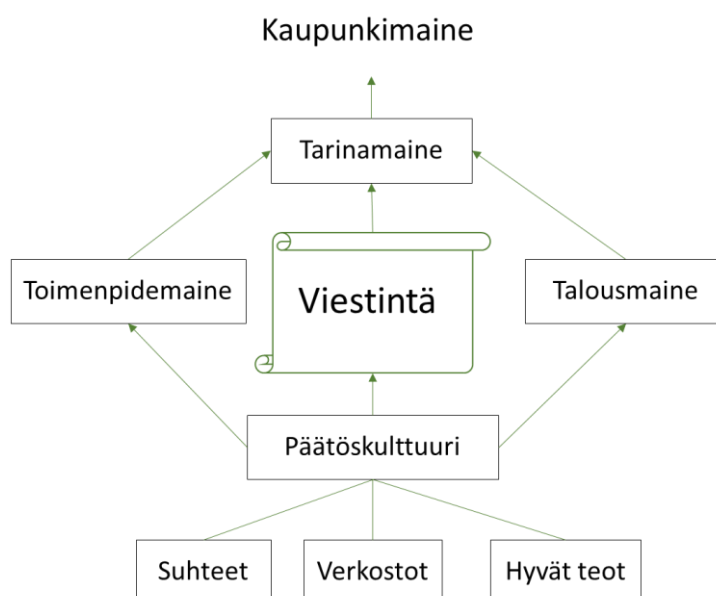 Kaupunkimaine
Tarinamaine
Toimenpidemaine
Viestintä
Talousmaine
Päätöskulttuuri
Suhteet
Verkostot
Hyvät teot